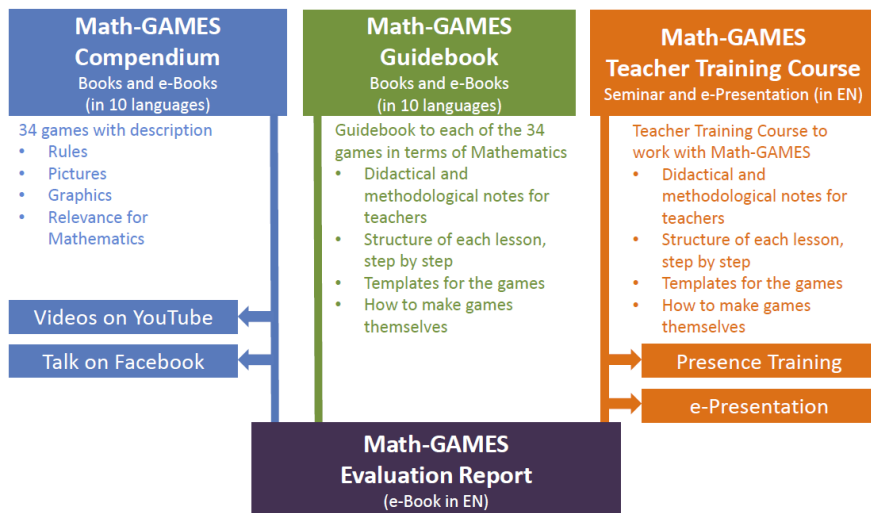 Math-GAMES
Compendium
Books and e-Books
(in 10 languages)
34 games with description
• Rules
• Pictures
• Graphics
• Relevance for
Mathematics
Videos on YouTube
Talk on Facebook
Math-GAMES
Guidebook
Books and e-Books
(in 10 languages)
Guidebook to each of the 34
games in terms of Mathematics
• Didactical and
methodological notes for
teachers
• Structure of each lesson,
step by step
• Templates for the games
• How to make games
themselves
Math-GAMES
Teacher Training Course
Seminar and e-Presentation (in EN)
Teacher Training Course to
work with Math-GAMES
• Didactical and
methodological notes for
teachers
• Structure of each lesson,
step by step
• Templates for the games
• How to make games
themselves
Presence Training
e-Presentation
Math-GAMES
Evaluation Report
(e-Book in EN)